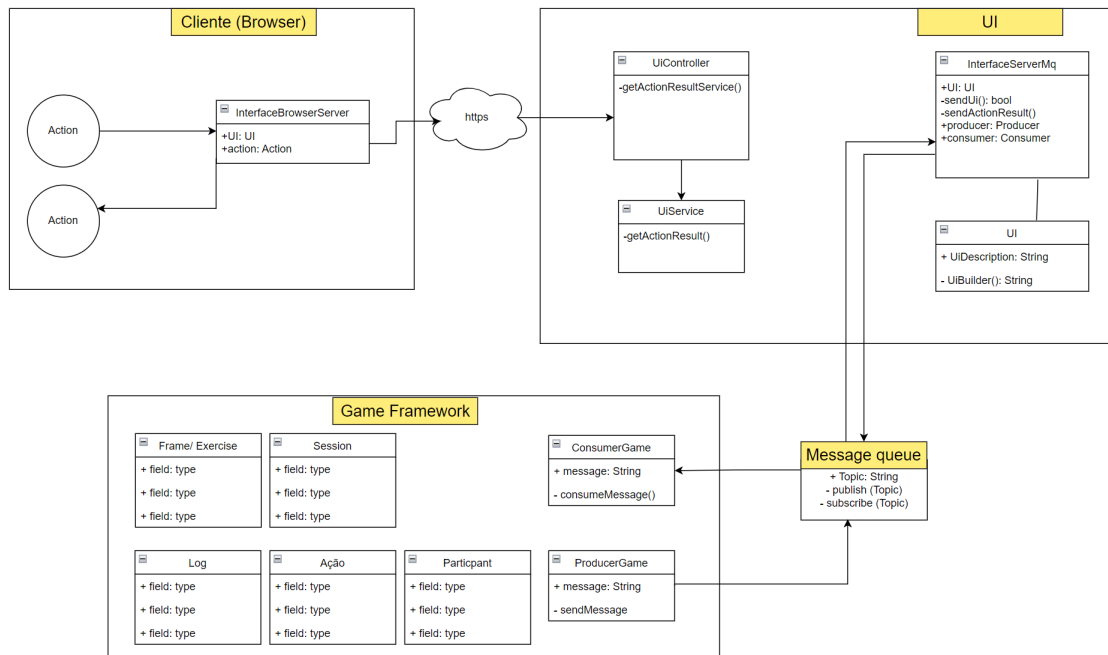 Cliente (Browser)
Action
Action
InterfaceBrowserServer
+UI: UI
+action: Action
https
UI
UiController
-getActionResultService()
UiService
-getActionResult()
InterfaceServerMq
+UI: UI
-sendUi(): bool
-sendActionResult()
+producer: Producer
+consumer: Consumer
UI
+ UiDescription: String
- UiBuilder(): String
Game Framework
Frame/ Exercise
+ field: type
+ field: type
+ field: type
Session
+ field: type
+ field: type
+ field: type
ConsumerGame
+ message: String
- consumeMessage()
Message queue
+ Topic: String
- publish (Topic)
- subscribe (Topic)
Log
+ field: type
+ field: type
+ field: type
Ação
+ field: type
+ field: type
+ field: type
Particpant
+ field: type
+ field: type
+ field: type
ProducerGame
+ message: String
- sendMessage